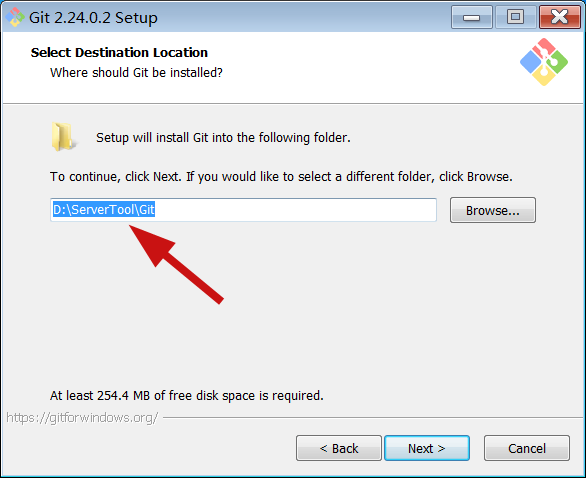 Git 2.24.0.2 Setup
Select Destination Location
Where should Git be installed?
Setup will install Git into the following folder.
To continue, click Next. If you would like to select a different folder, click Browse.
D:\ServerTool\Git
Browse...
At least 254.4 MB of free disk space is required.
https://gitforwindows.org/
< Back
Next >
Cancel